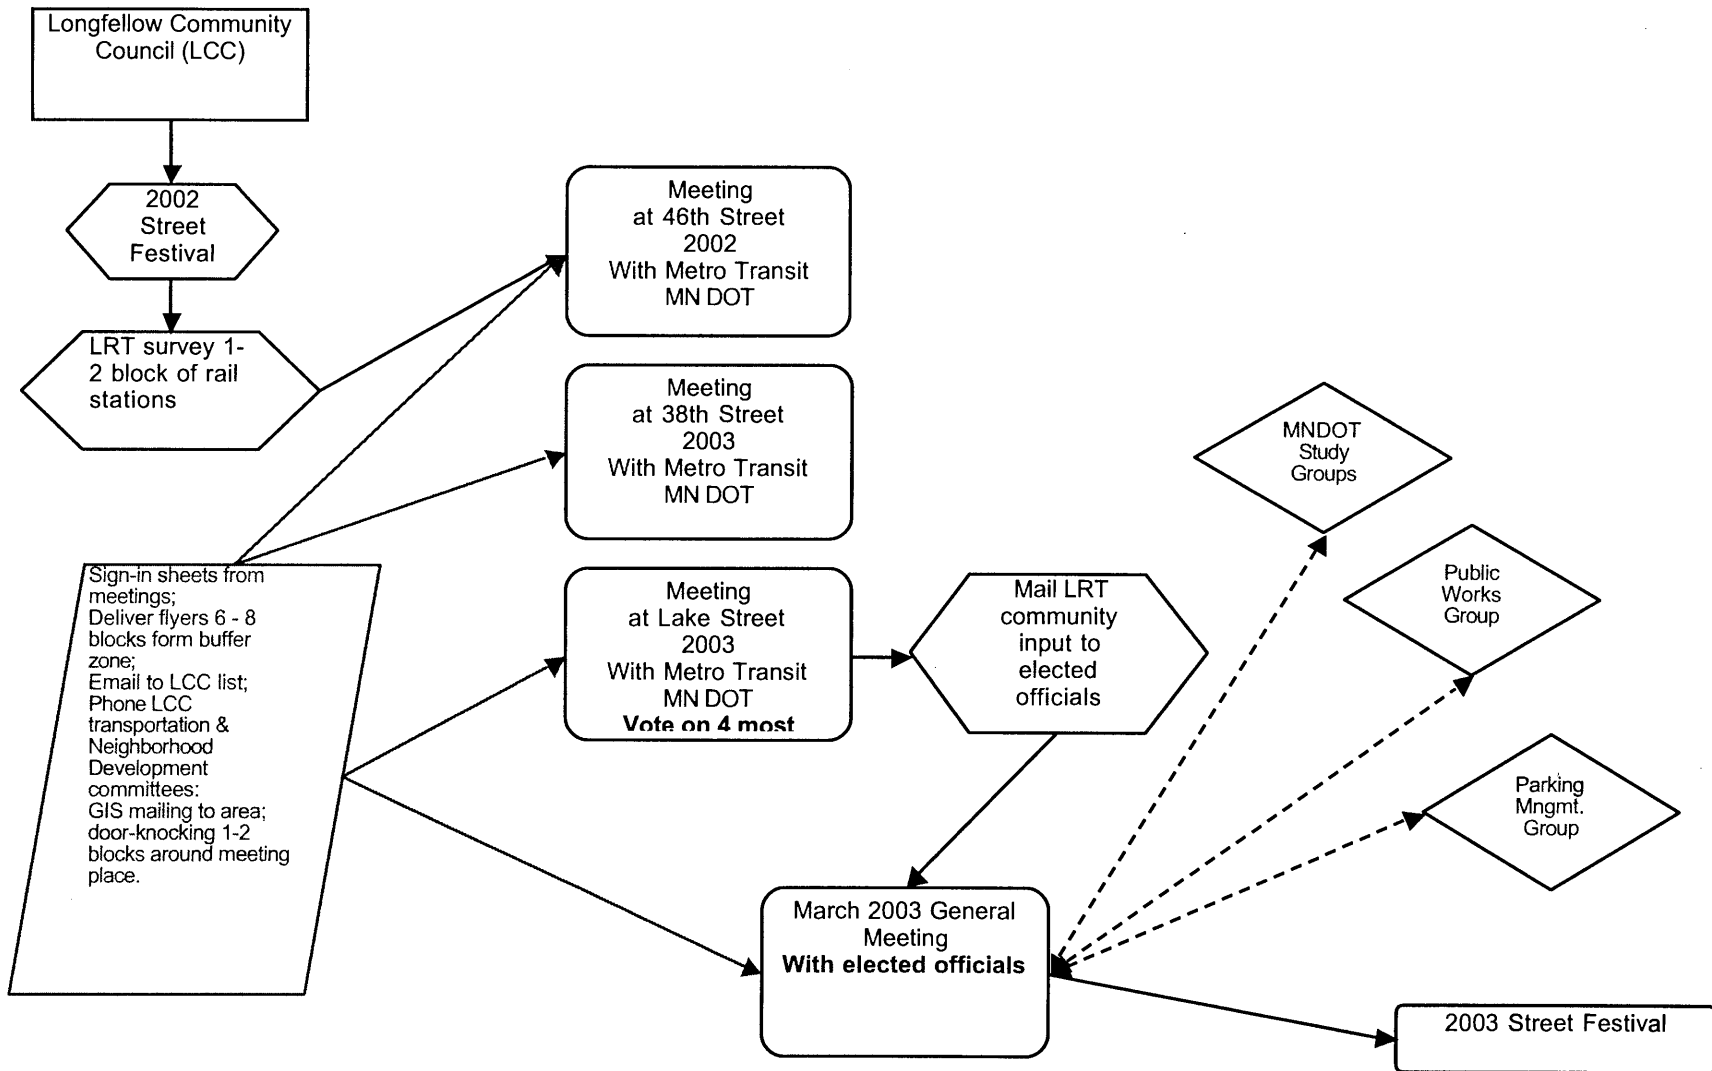 Longfellow Community
Council (LCC)
2002
Street
Festival
LRT survey 1-
2 block of rail
stations
Meeting
at 46th Street
2002
With Metro Transit
MN DOT
Meeting
at 38th Street
2003
With Metro Transit
MN DOT
Sign-in sheets from
meetings;
Deliver flyers 6 - 8
blocks form buffer
zone;
Email to LCC list;
Phone LCC
transportation &
Neighborhood
Development
committees:
GIS mailing to area;
door-knocking 1-2
blocks around meeting
place.
Meeting
at Lake Street
2003
With Metro Transit
MN DOT
Vote on 4 most
Mail LRT
community
input to
elected
officials
MNDOT
Study
Groups
Public
Works
Group
Parking
Mngmt.
Group
March 2003 General
Meeting
With elected officials
2003 Street Festival